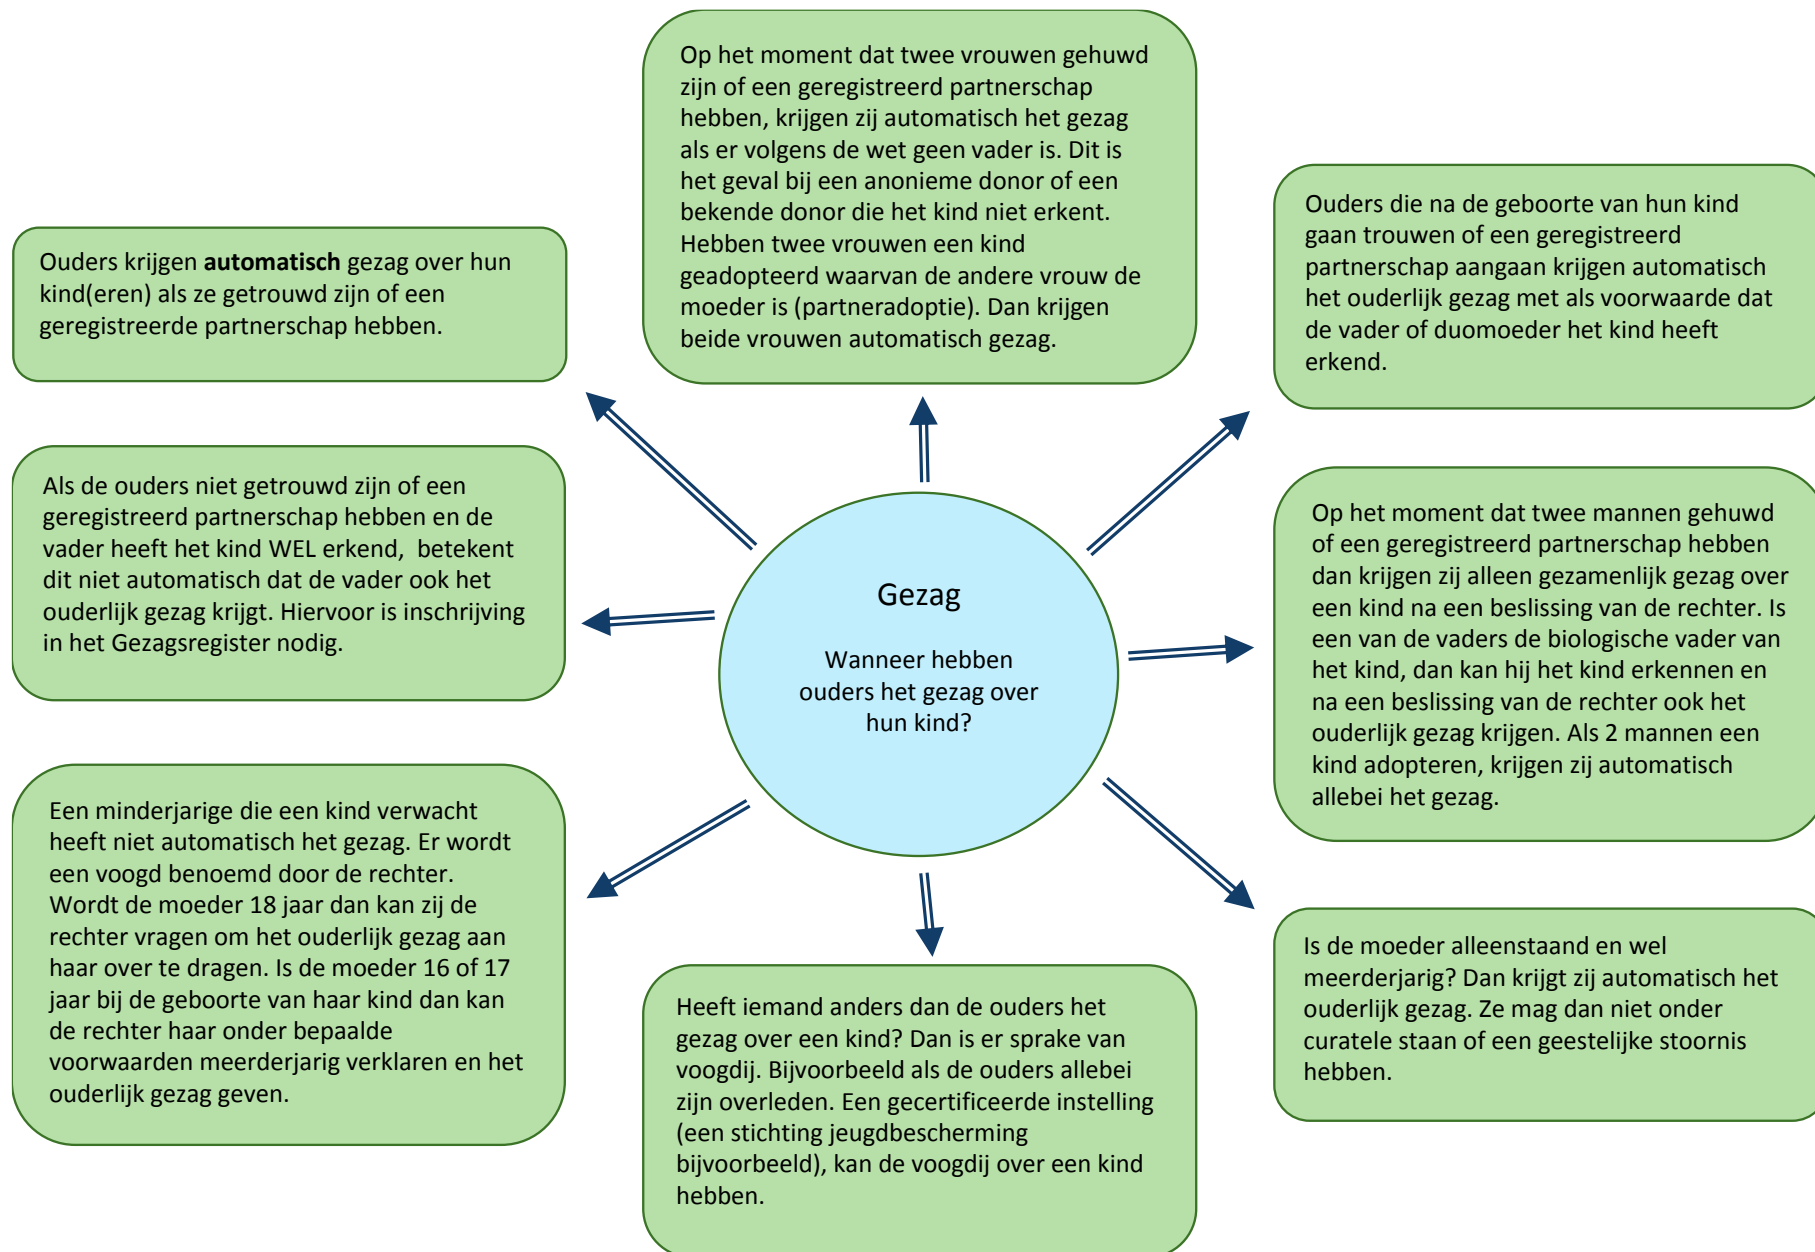 Op het moment dat twee vrouwen gehuwd
zijn of een geregistreerd partnerschap
hebben, krijgen zij automatisch het gezag
als er volgens de wet geen vader is. Dit is
het geval bij een anonieme donor of een
bekende donor die het kind niet erkent.
Hebben twee vrouwen een kind
geadopteerd waarvan de andere vrouw de
moeder is (partneradoptie). Dan krijgen
beide vrouwen automatisch gezag.
Ouders krijgen automatisch gezag over hun
kind(eren) als ze getrouwd zijn of een
geregistreerde partnerschap hebben.
Ouders die na de geboorte van hun kind
gaan trouwen of een geregistreerd
partnerschap aangaan krijgen automatisch
het ouderlijk gezag met als voorwaarde dat
de vader of duomoeder het kind heeft
erkend.
Als de ouders niet getrouwd zijn of een
geregistreerd partnerschap hebben en de
vader heeft het kind WEL erkend,  betekent
dit niet automatisch dat de vader ook het
ouderlijk gezag krijgt. Hiervoor is inschrijving
in het Gezagsregister nodig.
Gezag
Wanneer hebben
ouders het gezag over
hun kind?
Op het moment dat twee mannen gehuwd
of een geregistreerd partnerschap hebben
dan krijgen zij alleen gezamenlijk gezag over
een kind na een beslissing van de rechter. Is
een van de vaders de biologische vader van
het kind, dan kan hij het kind erkennen en
na een beslissing van de rechter ook het
ouderlijk gezag krijgen. Als 2 mannen een
kind adopteren, krijgen zij automatisch
allebei het gezag.
Een minderjarige die een kind verwacht
heeft niet automatisch het gezag. Er wordt
een voogd benoemd door de rechter.
Wordt de moeder 18 jaar dan kan zij de
rechter vragen om het ouderlijk gezag aan
haar over te dragen. Is de moeder 16 of 17
jaar bij de geboorte van haar kind dan kan
de rechter haar onder bepaalde
voorwaarden meerderjarig verklaren en het
ouderlijk gezag geven.
Heeft iemand anders dan de ouders het
gezag over een kind? Dan is er sprake van
voogdij. Bijvoorbeeld als de ouders allebei
zijn overleden. Een gecertificeerde instelling
(een stichting jeugdbescherming
bijvoorbeeld), kan de voogdij over een kind
hebben.
Is de moeder alleenstaand en wel
meerderjarig? Dan krijgt zij automatisch het
ouderlijk gezag. Ze mag dan niet onder
curatele staan of een geestelijke stoornis
hebben.